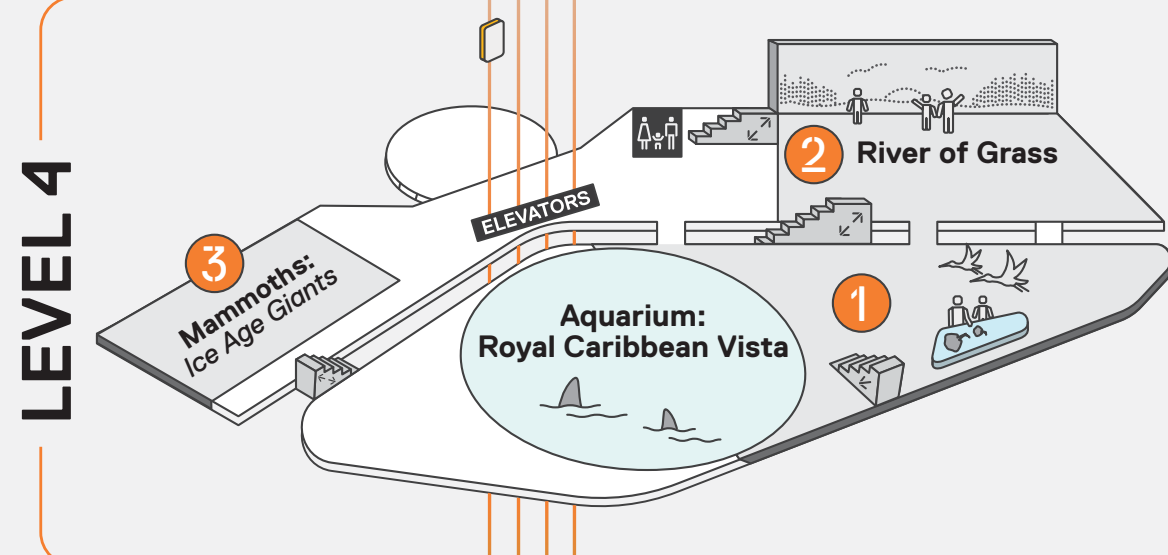 LEVEL 4
ELEVATORS
2
River of Grass
3
Mammoths:
Ice Age Giants
1
Aquarium:
Royal Caribbean Vista